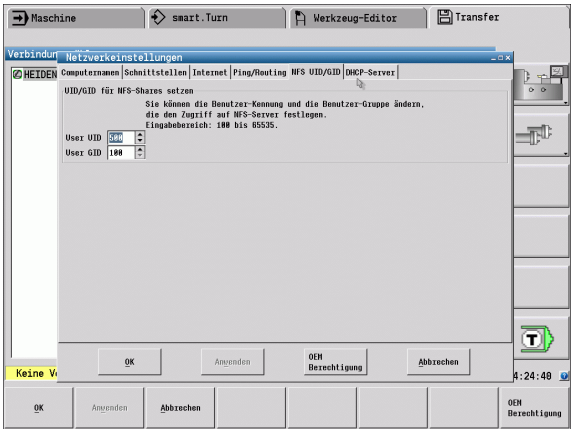 Maschine
smart.Turn
Werkzeug-Editor
Transfer
Netzwerkeinstellungen
HEIDEN
Computernamen Schnittstellen Internet Ping/Routing NFS UID/GID DHCP-Server
UID/GID für NFS-Shares setzen
Sie können die Benutzer-Kennung und die Benutzer-Gruppe ändern,
die den Zugriff auf NFS-Server festlegen.
Eingabebereich: 100 bis 65535.
User UID 500
User GID 100
OK
Anwenden
OEM
Berechtigung
Abbrechen
Keine V
4:24:40
OK
Anwenden
Abbrechen
OEM
Berechtigung